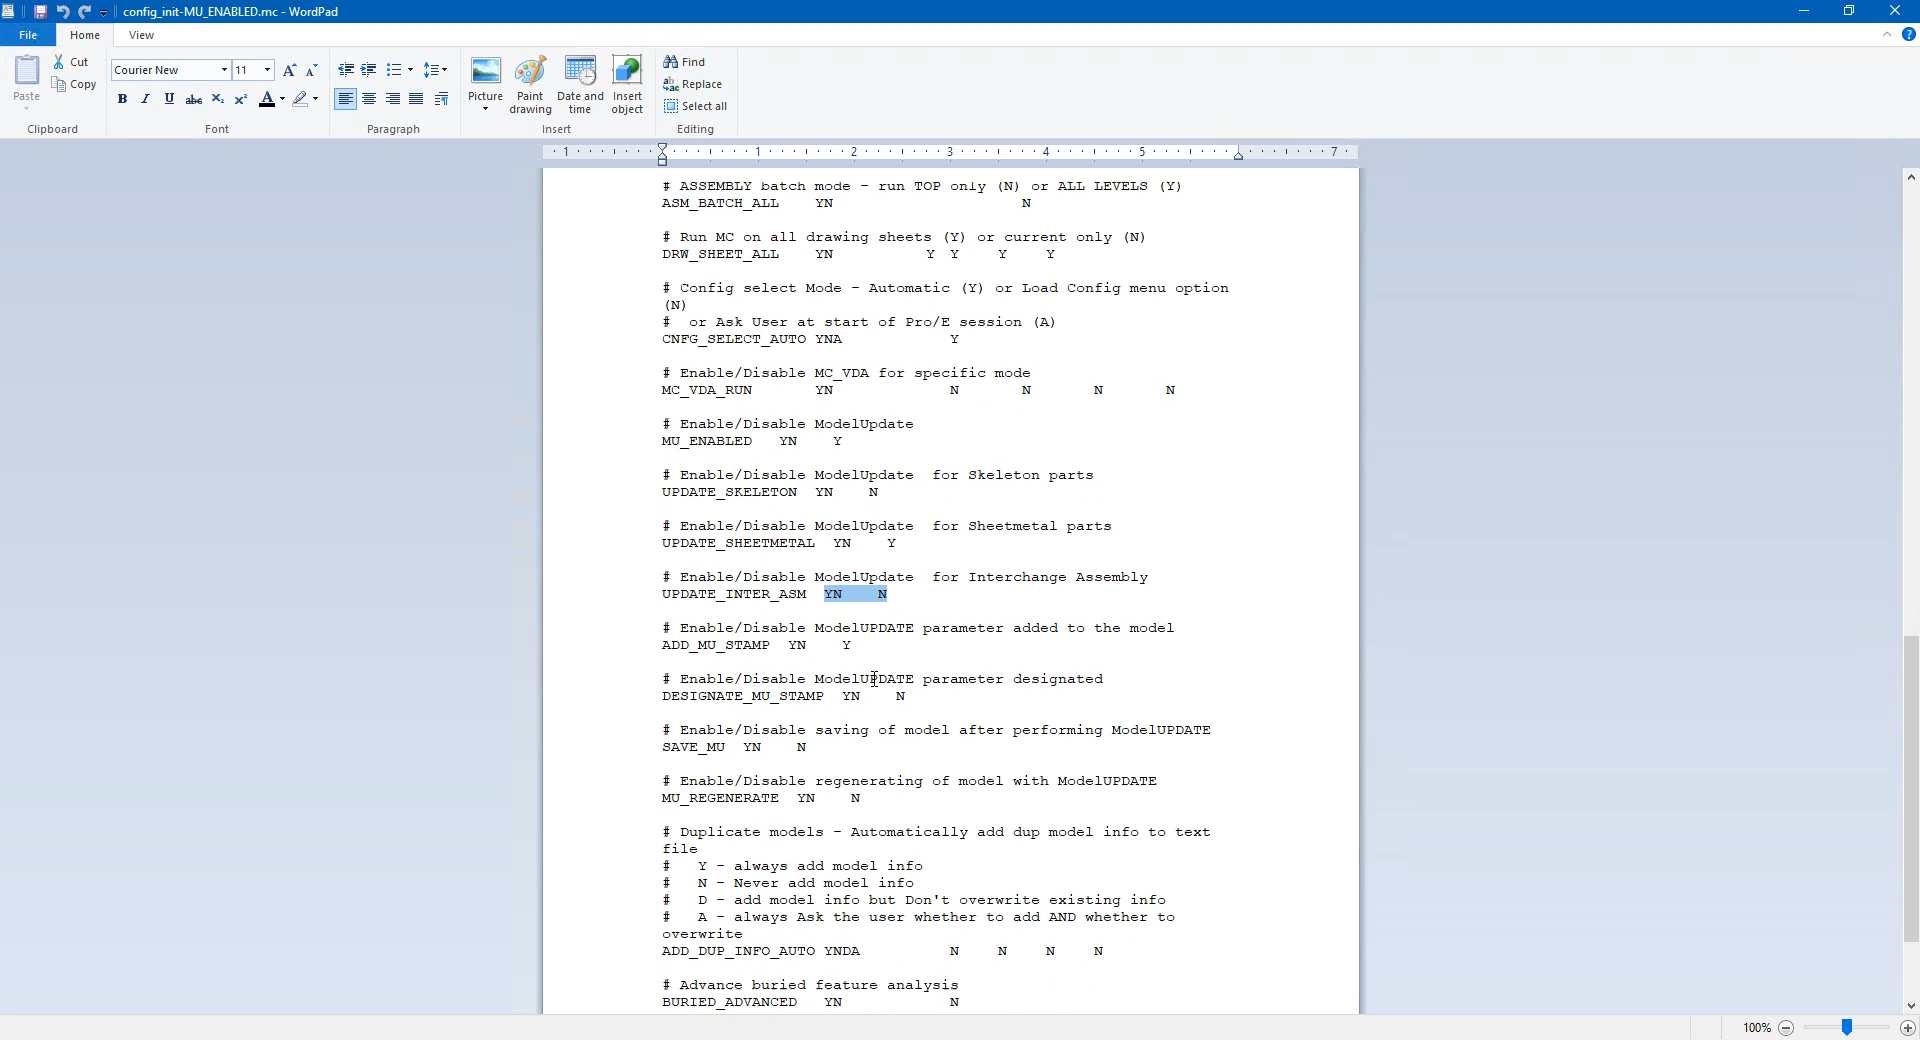 config_init-MU_ENABLED.mc - WordPad
File Home View
Paste
Cut
Copy
Clipboard
Courier New 11
Font
Paragraph
Picture
Paint drawing
Date and time
Insert object
Insert
Find
Replace
Select all
Editing
1 1 2 3 4 5 7
# ASSEMBLY batch mode - run TOP only (N) or ALL LEVELS (Y)
ASM_BATCH_ALL YN N
# Run MC on all drawing sheets (Y) or current only (N)
DRW_SHEET_ALL YN Y Y Y Y
# Config select Mode - Automatic (Y) or Load Config menu option
(N)
# or Ask User at start of Pro/E session (A)
CNFG_SELECT_AUTO YNA Y
# Enable/Disable MC_VDA for specific mode
MC_VDA_RUN YN N N N N
# Enable/Disable ModelUpdate
MU_ENABLED YN Y
# Enable/Disable ModelUpdate for Skeleton parts
UPDATE_SKELETON YN N
# Enable/Disable ModelUpdate for Sheetmetal parts
UPDATE_SHEETMETAL YN Y
# Enable/Disable ModelUpdate for Interchange Assembly
UPDATE_INTER_ASM YN N
# Enable/Disable ModelUPDATE parameter added to the model
ADD_MU_STAMP YN Y
# Enable/Disable ModelUPDATE parameter designated
DESIGNATE_MU_STAMP YN N
# Enable/Disable saving of model after performing ModelUPDATE
SAVE_MU YN N
# Enable/Disable regenerating of model with ModelUPDATE
MU_REGENERATE YN N
# Duplicate models - Automatically add dup model info to text
file
# Y - always add model info
# N - Never add model info
# D - add model info but Don't overwrite existing info
# A - always Ask the user whether to add AND whether to
overwrite
ADD_DUP_INFO_AUTO YNDA N N N N
# Advance buried feature analysis
BURIED_ADVANCED YN N
100%